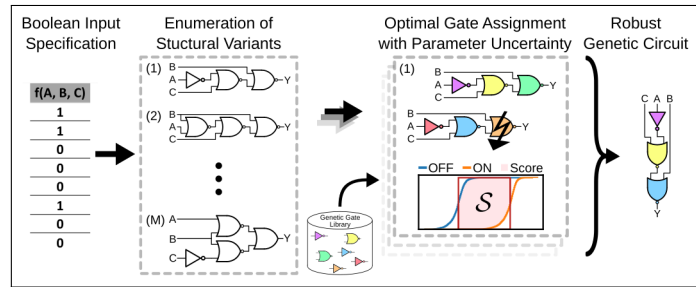 Boolean Input
Specification
Enumeration of
Stuctural Variants
Optimal Gate Assignment
with Parameter Uncertainty
Robust
Genetic Circuit
f(A, B, C)
1
1
0
0
0
1
0
0
(1)
B
A
C
Y
(2)
B
A
C
Y
(M)
A
B
C
Y
Genetic Gate
Library
(1)
B
A
C
Y
B
A
C
Y
OFF ON Score
S
C A B
Y